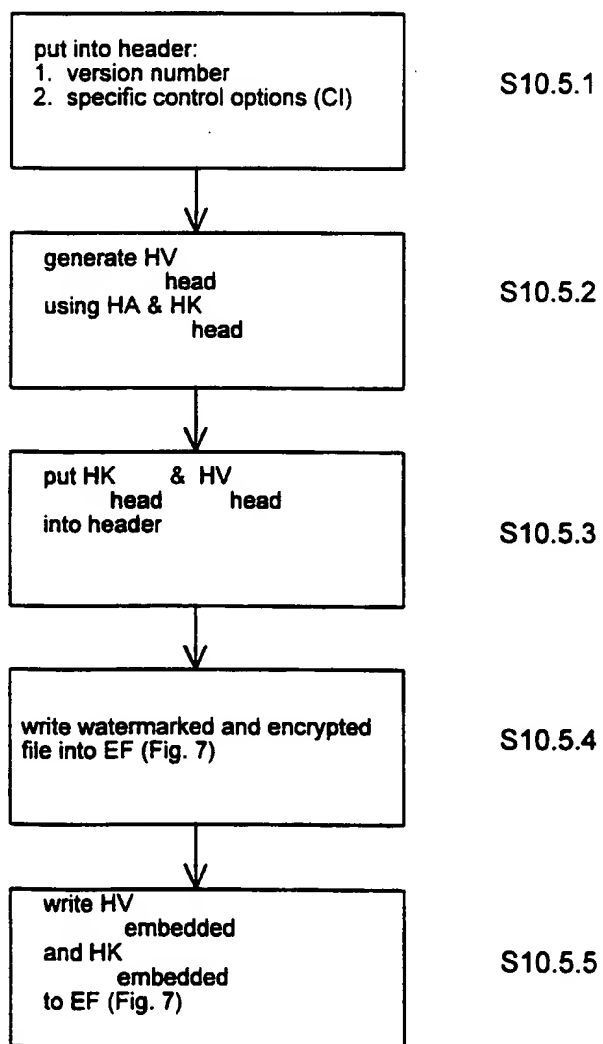 put into header:
1. version number
2. specific control options (CI)
S10.5.1
generate HV
head
using HA & HK
head
S10.5.2
put HK & HV
head head
into header
S10.5.3
write watermarked and encrypted
file into EF (Fig. 7)
S10.5.4
write HV
embedded
and HK
embedded
to EF (Fig. 7)
S10.5.5